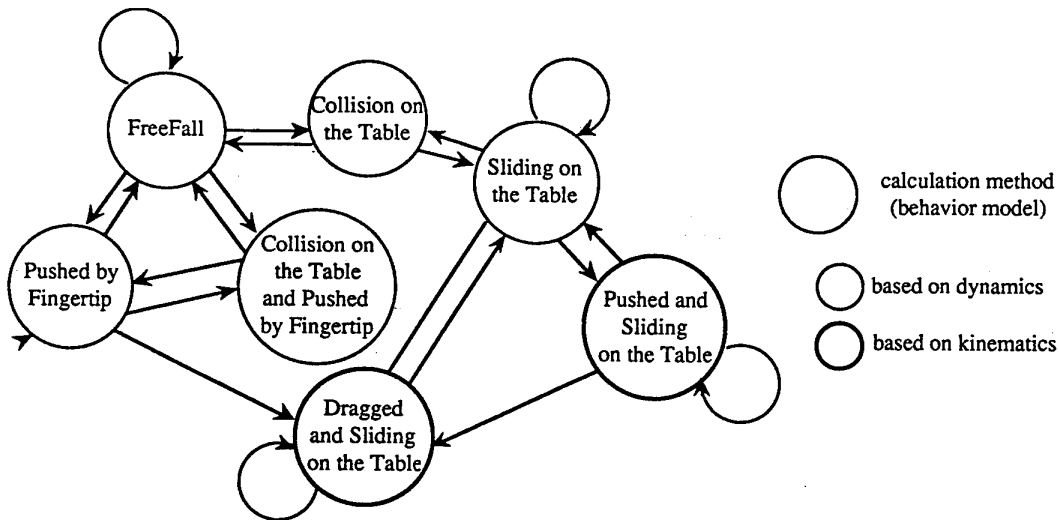 FreeFall
Collision on
the Table
Sliding on
the Table
Pushed by
Fingertip
Collision on
the Table
and Pushed
by Fingertip
Pushed and
Sliding
on the Table
Dragged
and Sliding
on the Table
calculation method
(behavior model)
based on dynamics
based on kinematics